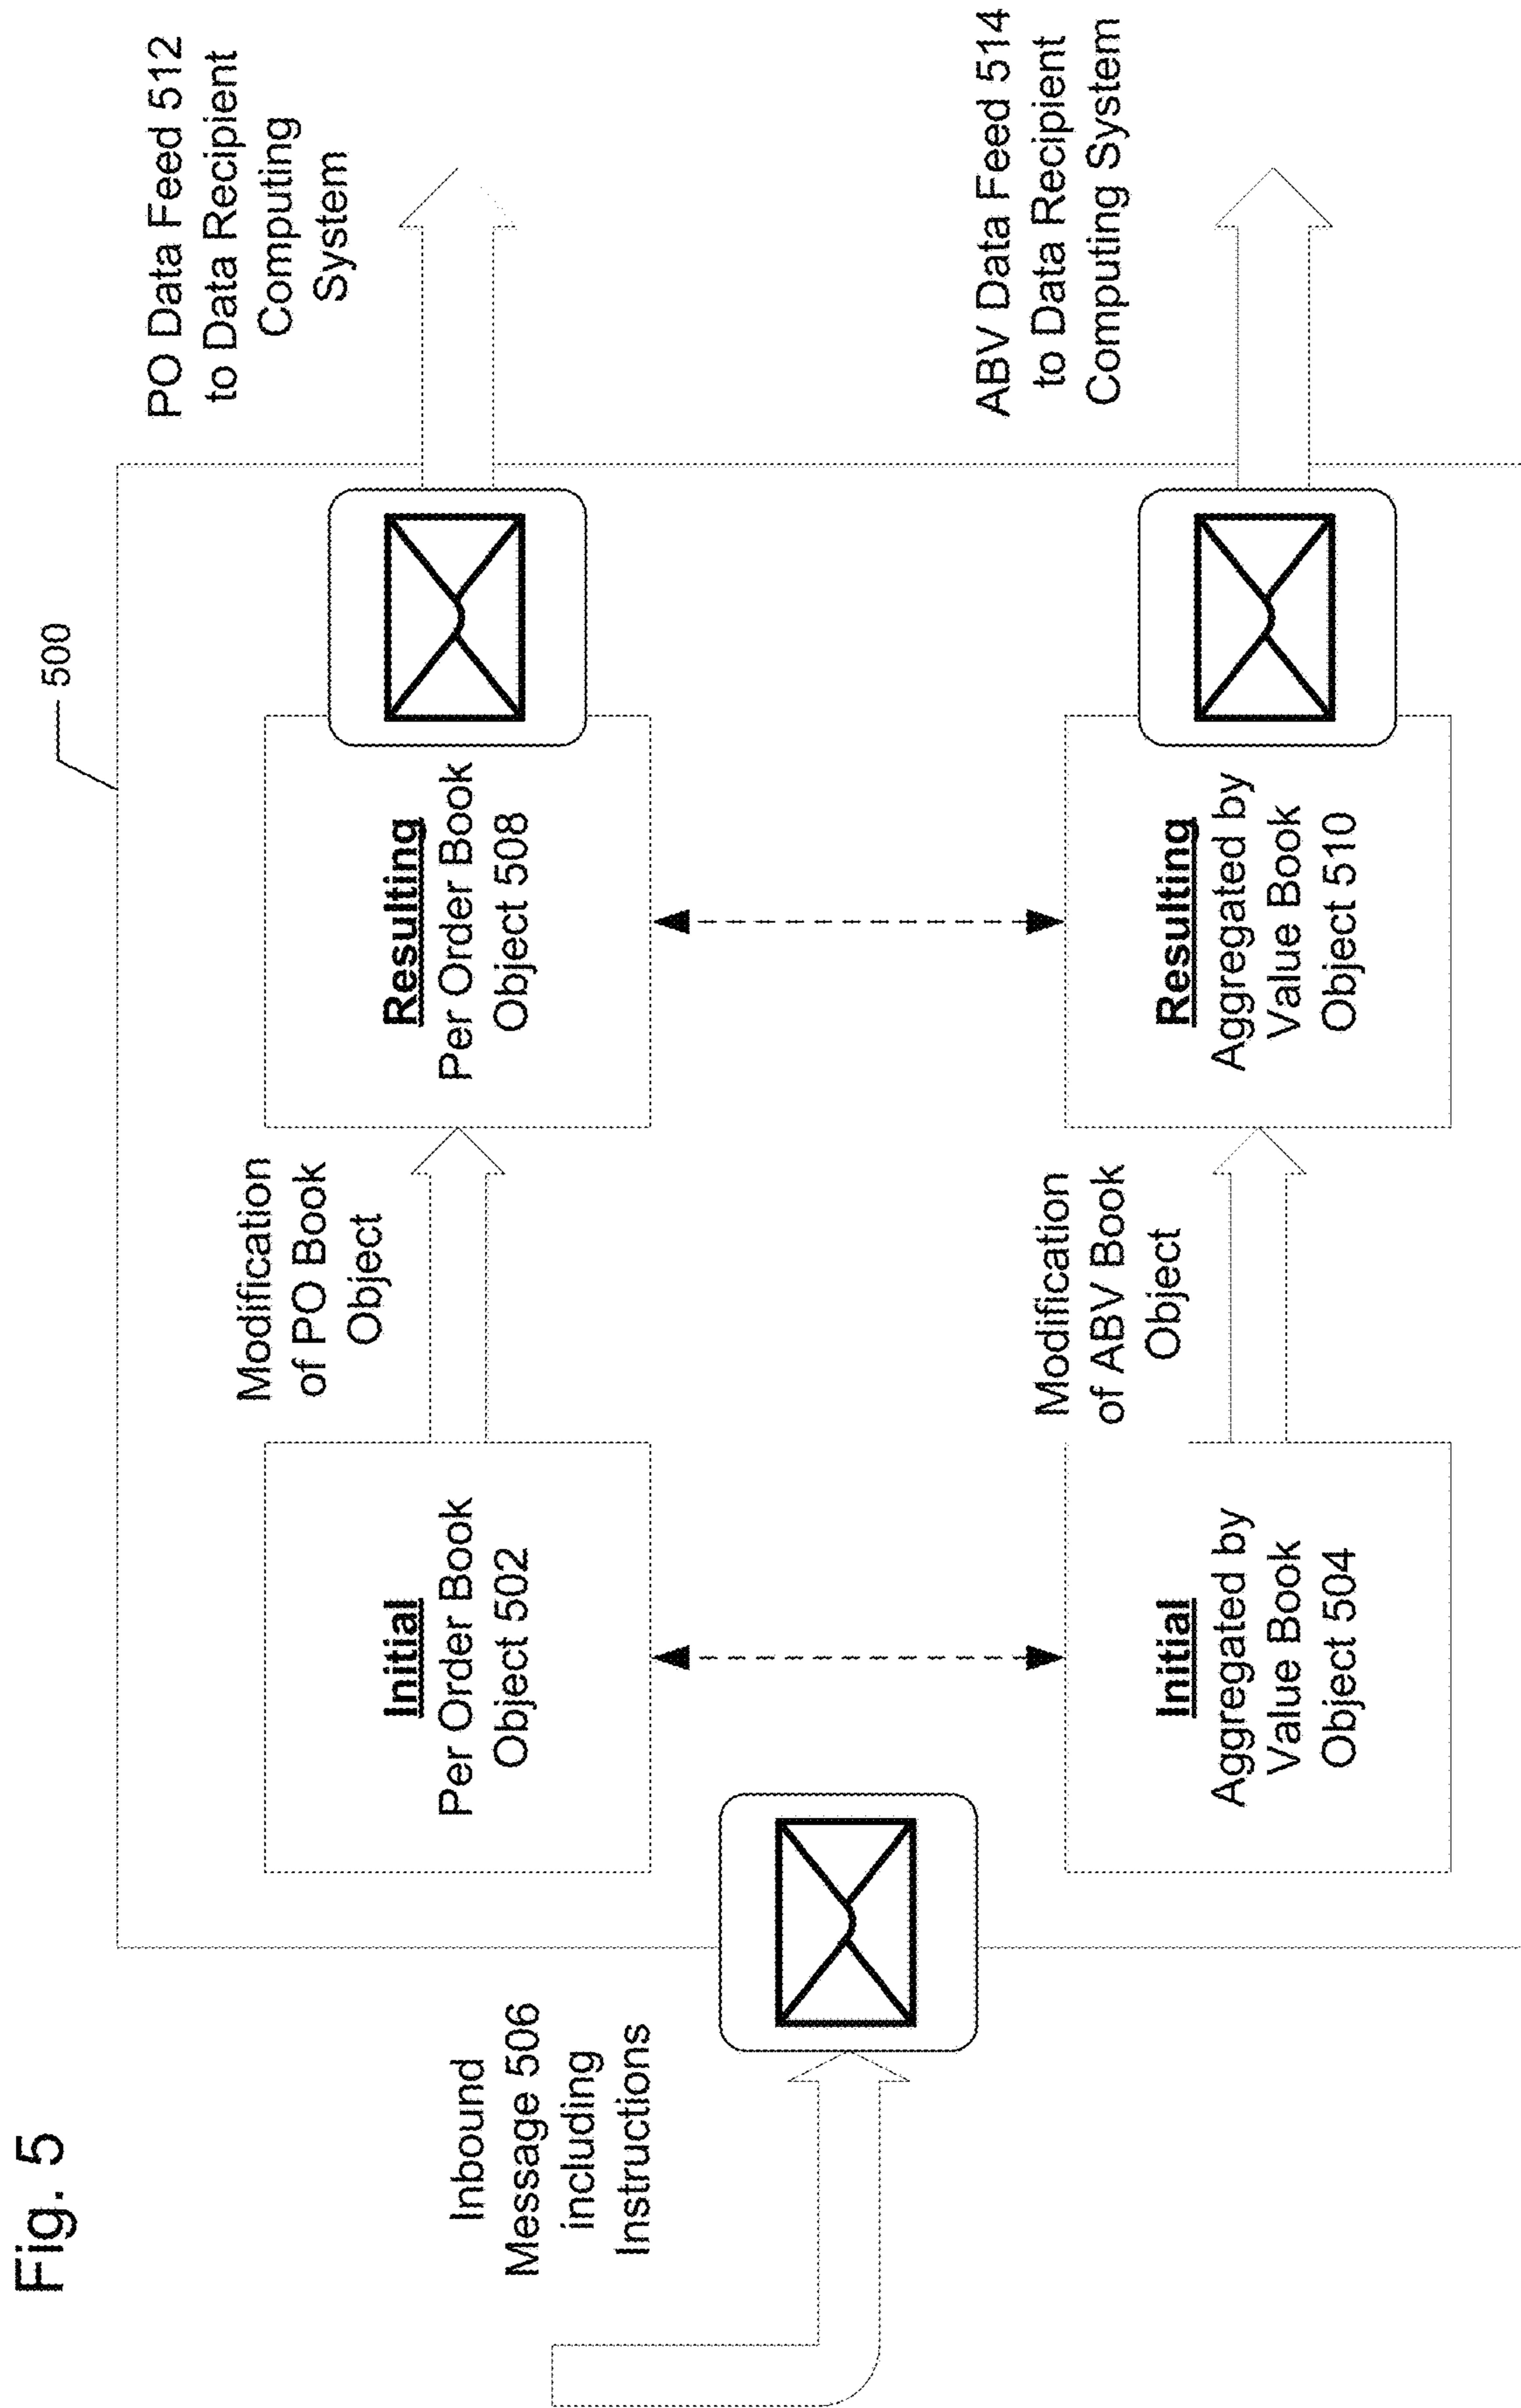 Fig. 5
500
Inbound
Message 506
including
Instructions
Initial
Per Order Book
Object 502
Modification
of PO Book
Object
Resulting
Per Order Book
Object 508
PO Data Feed 512
to Data Recipient
Computing
System
Initial
Aggregated by
Value Book
Object 504
Modification
of ABV Book
Object
Resulting
Aggregated by
Value Book
Object 510
ABV Data Feed 514
to Data Recipient
Computing System